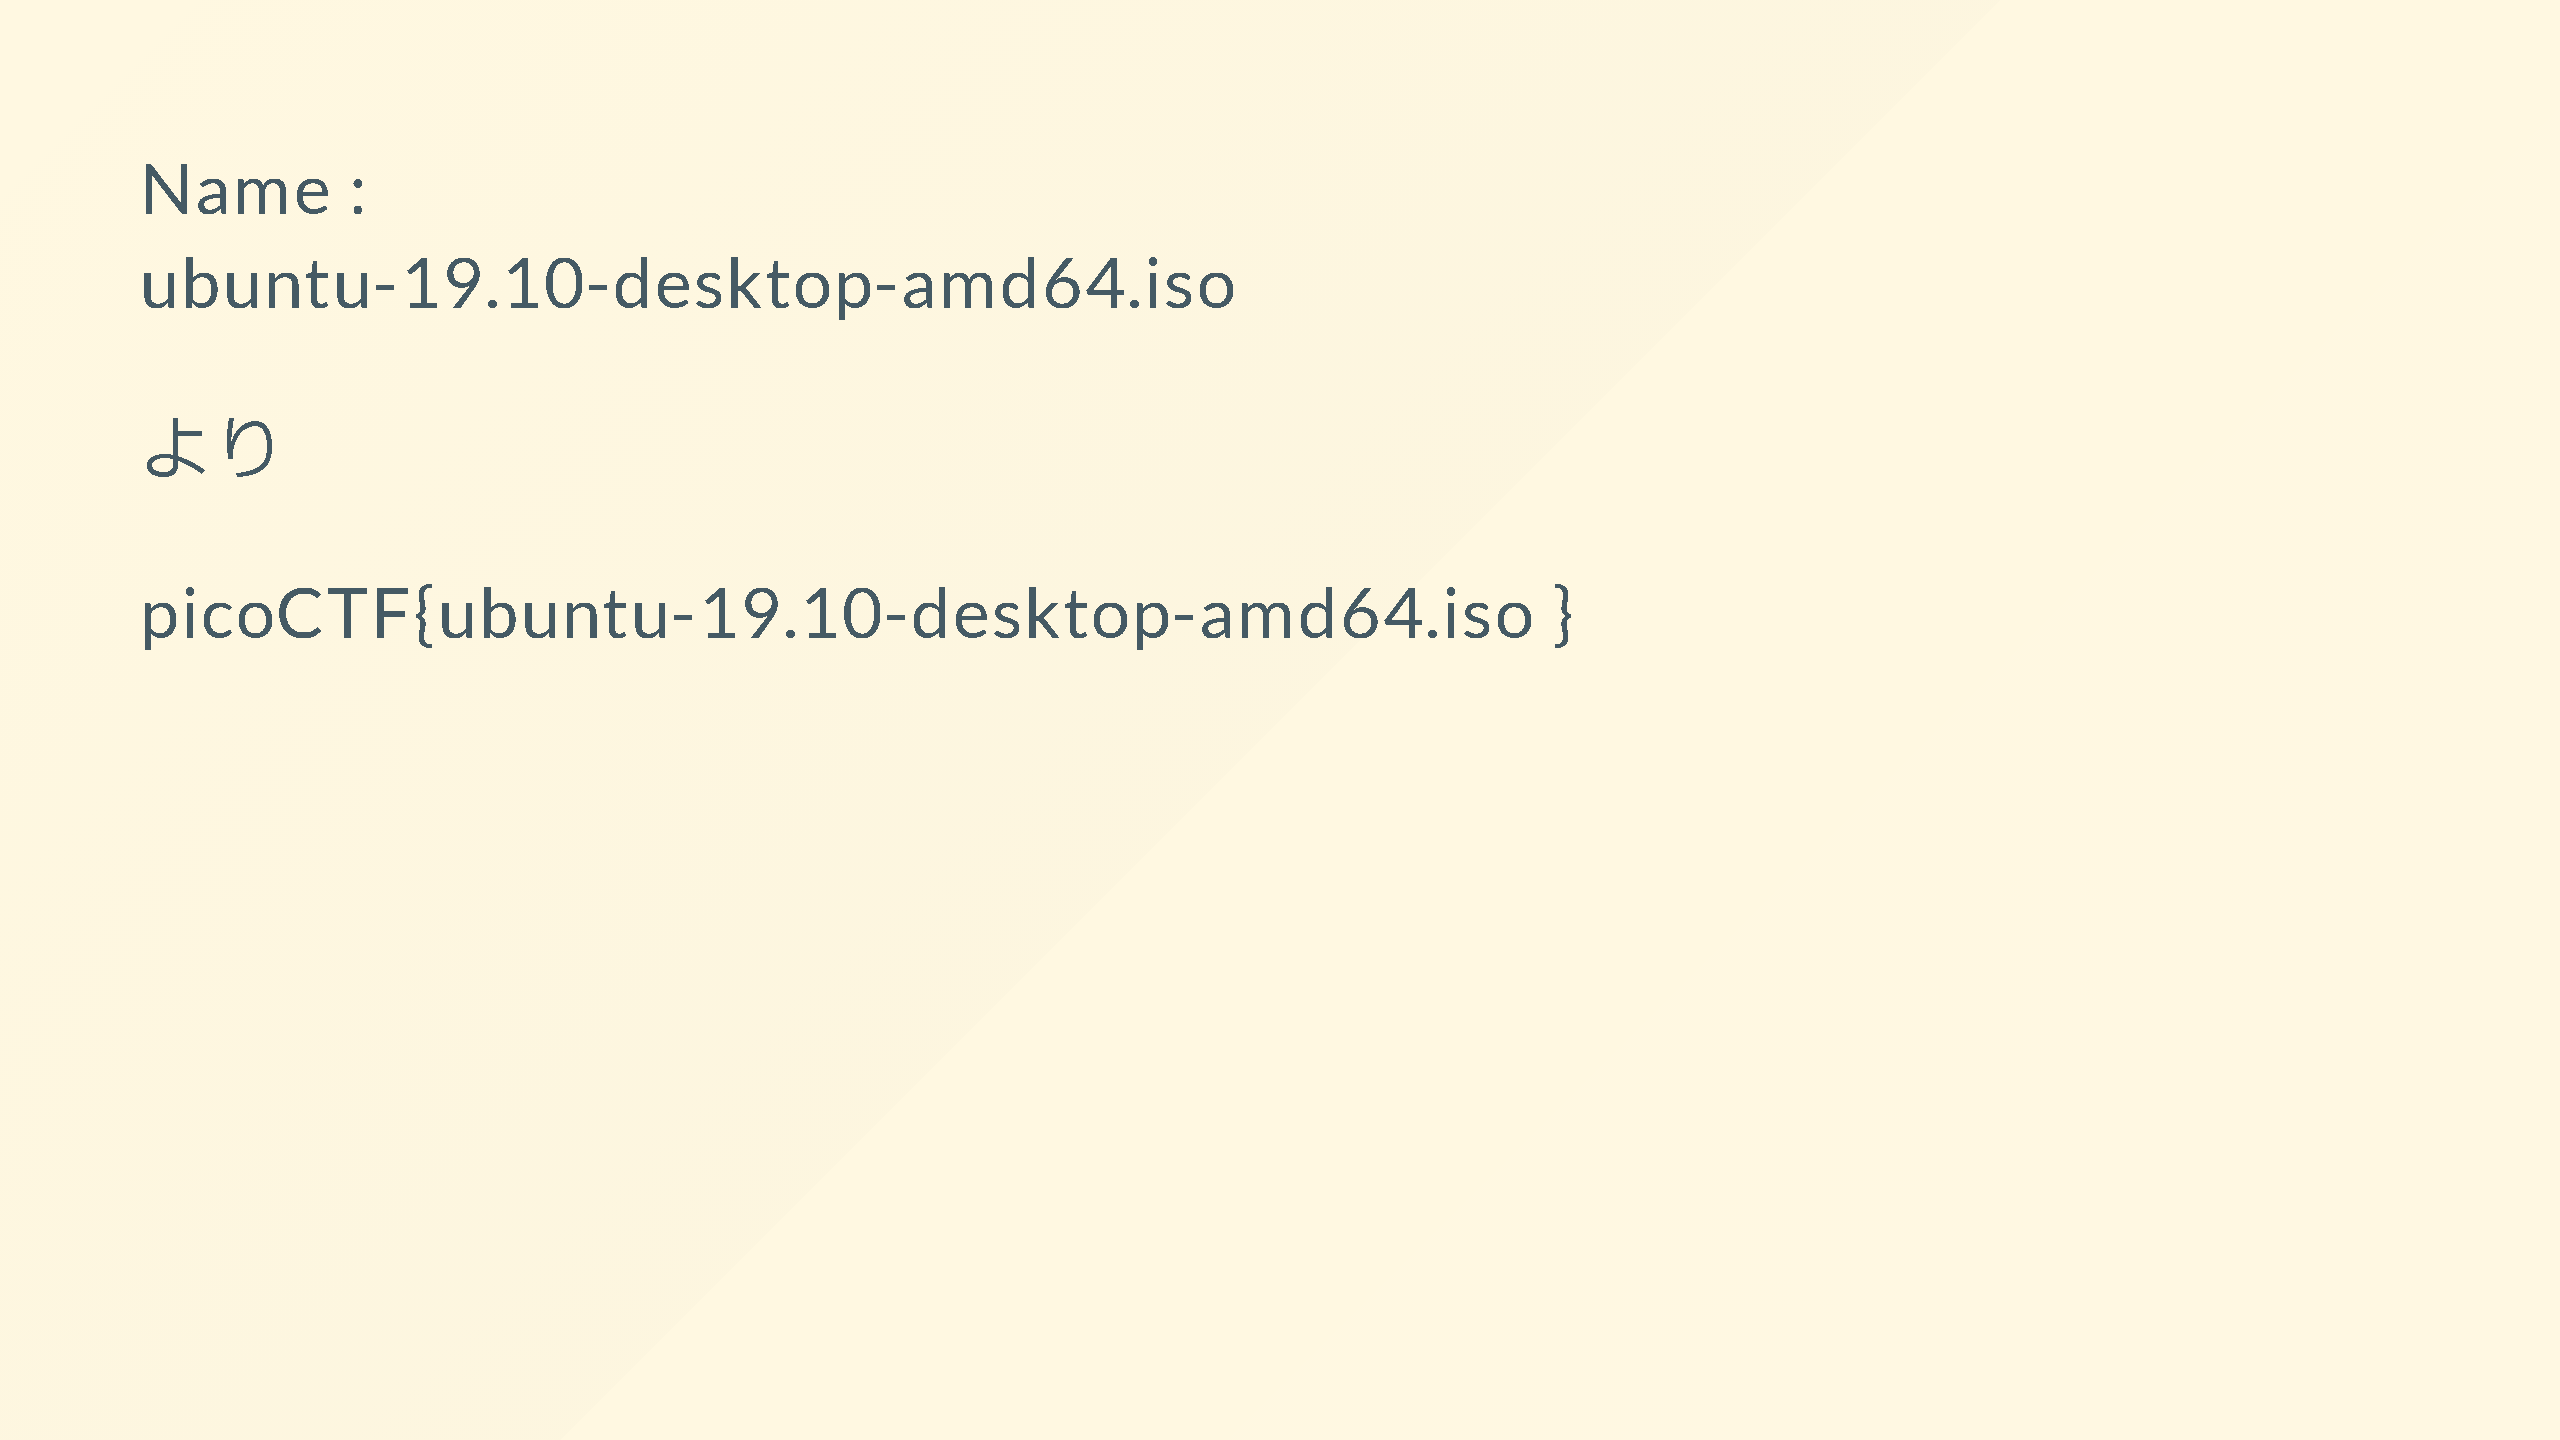 Name :
ubuntu-19.10-desktop-amd64.iso
より
picoCTF{ubuntu-19.10-desktop-amd64.iso }